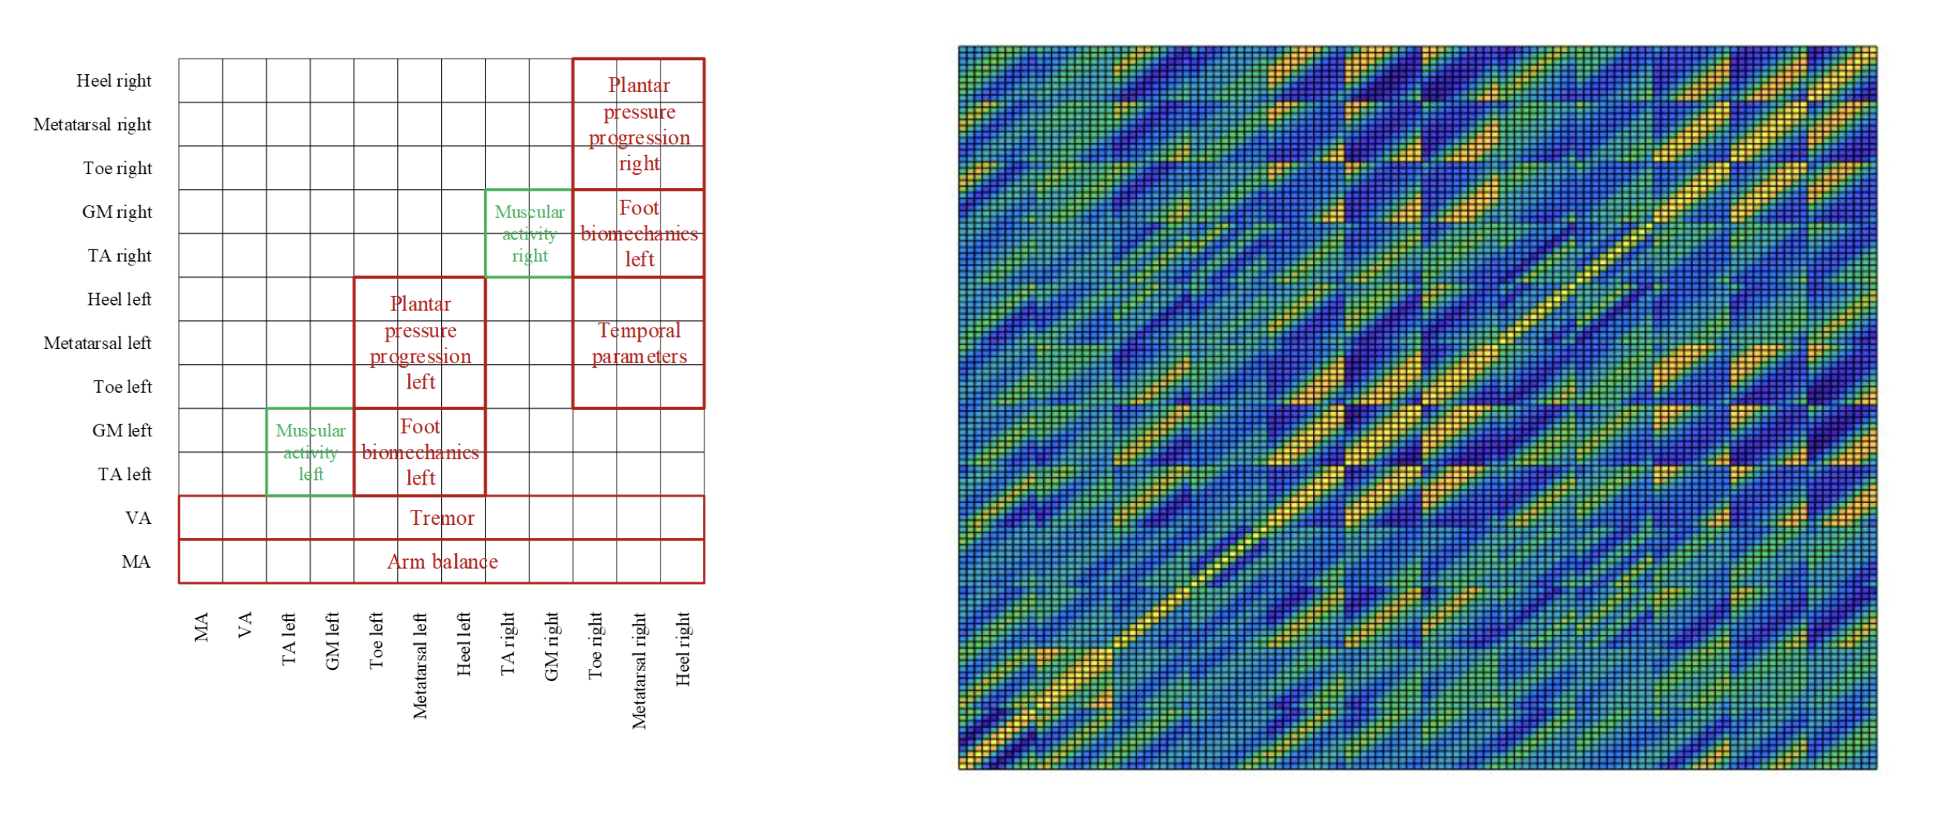 Heel right
Metatarsal right
Toe right
GM right
TA right
Heel left
Metatarsal left
Toe left
GM left
TA left
VA
MA
Plantar
pressure
progression
right
Muscular
activity
right
Foot
biomechanics
left
Plantar
pressure
progression
left
Temporal
parameters
Muscular
activity
left
Foot
biomechanics
left
Tremor
Arm balance
MA
VA
TA left
GM left
Toe left
Metatarsal left
Heel left
TA right
GM right
Toe right
Metatarsal right
Heel right